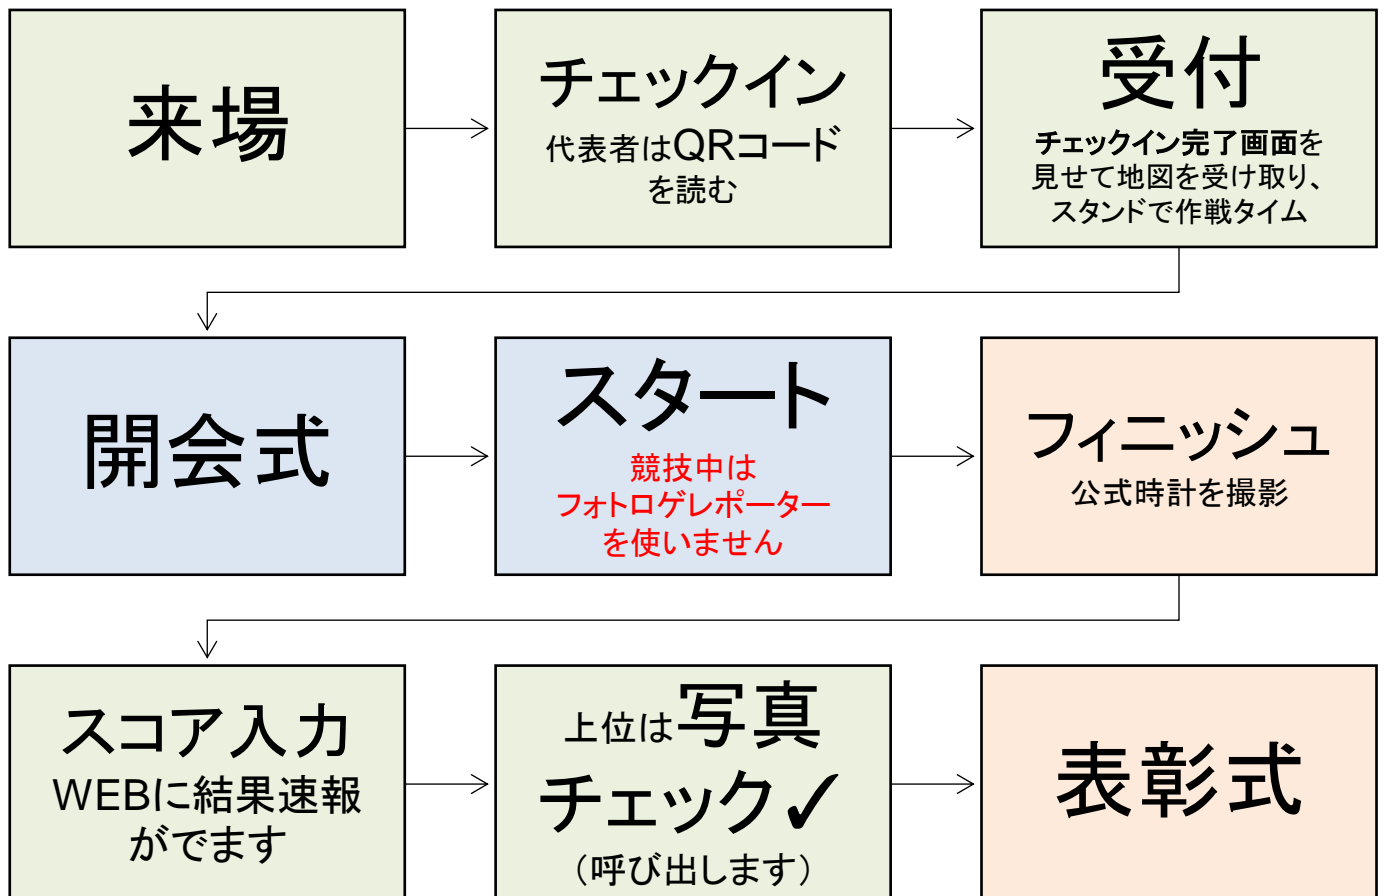 来場
チェックイン
代表者はQRコード
を読む
受付
チェックイン完了画面を
見せて地図を受け取り、
スタンドで作戦タイム
開会式
スタート
競技中は
フォトロゲレポーター
を使いません
フィニッシュ
公式時計を撮影
スコア入力
WEBに結果速報
がでます
上位は写真
チェック✓
（呼び出します）
表彰式